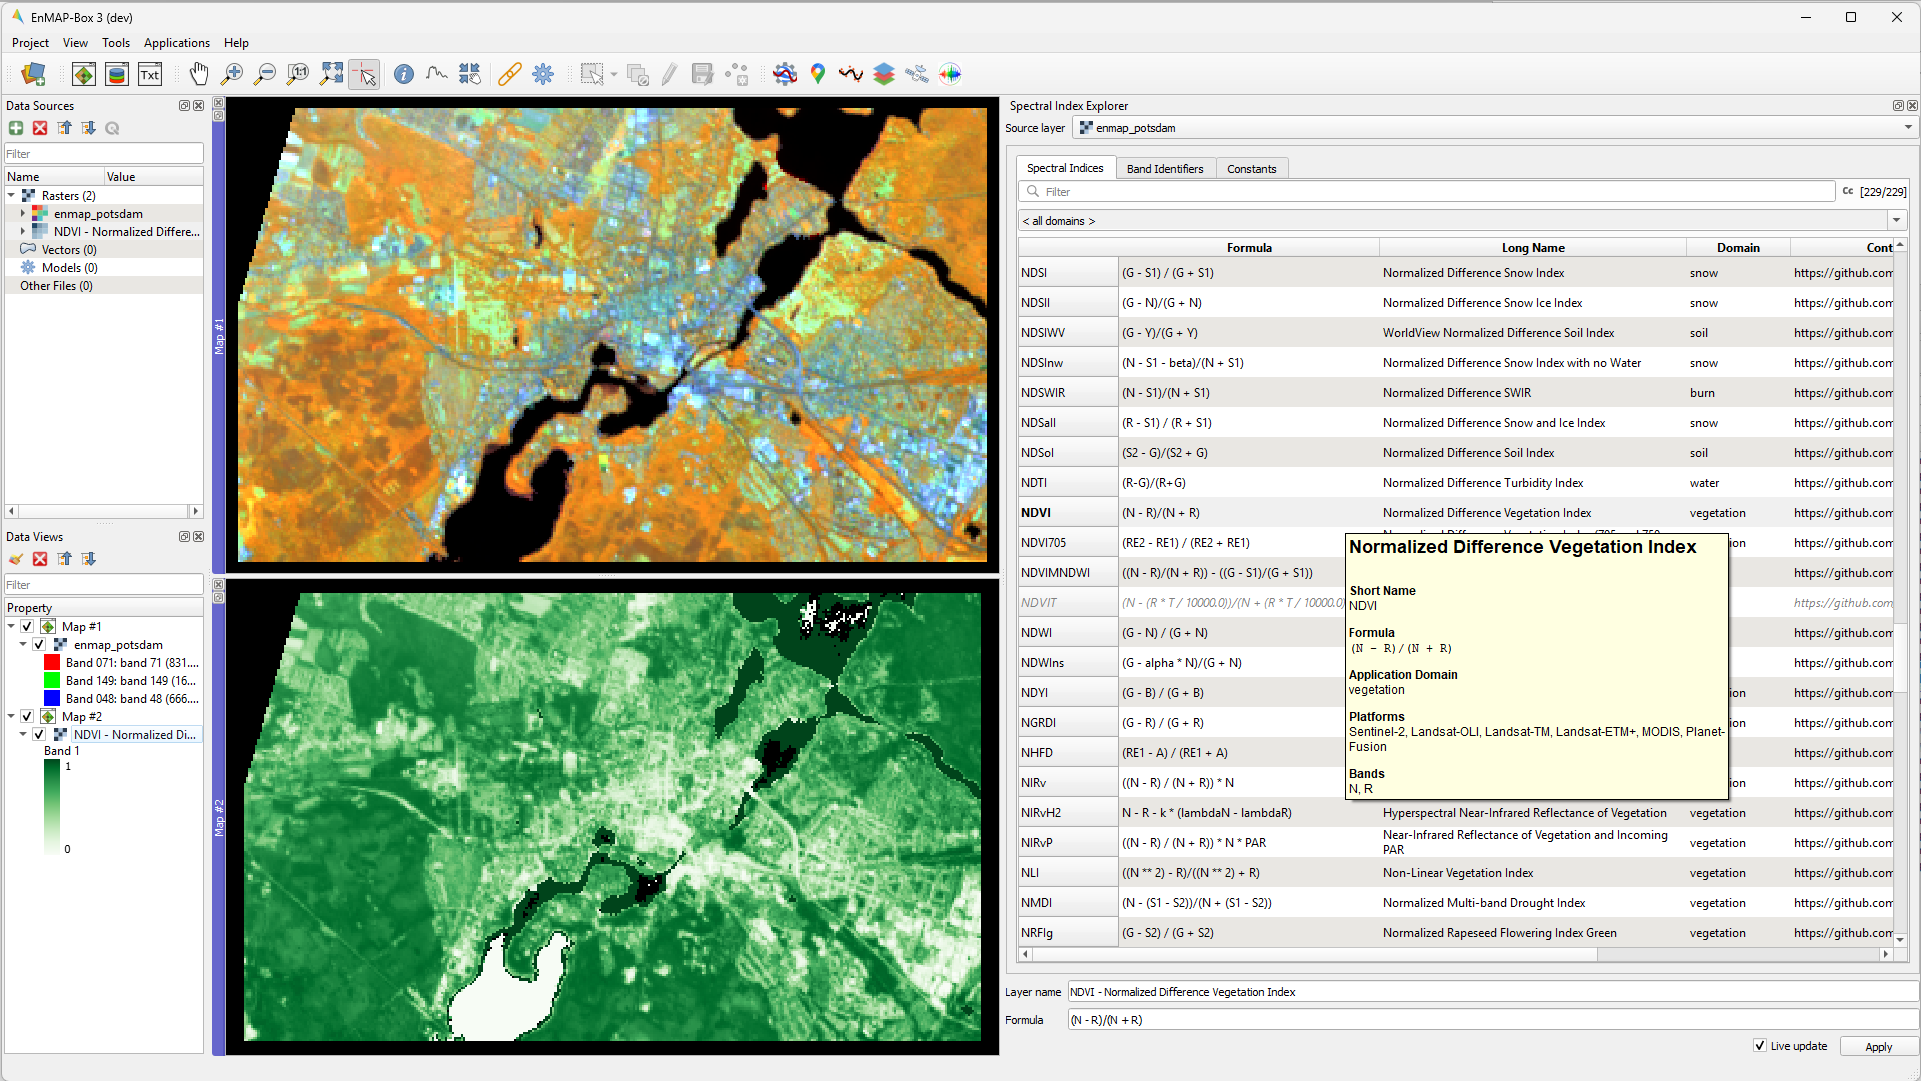 EnMAP-Box 3 (dev)
Project View Tools Applications Help
Txt
1:1
Data Sources
Filter
Name Value
Rasters (2)
enmap_potsdam
NDVI - Normalized Differe...
Vectors (0)
Models (0)
Other Files (0)
Data Views
Filter
Property
Map #1
enmap_potsdam
Band 071: band 71 (831....
Band 149: band 149 (16...
Band 048: band 48 (666....
Map #2
NDVI - Normalized Di...
Band 1
1
0
Map #1
Map #2
Spectral Index Explorer
Source layer enmap_potsdam
Spectral Indices Band Identifiers Constants
Filter Cc [229/229]
< all domains >
Formula Long Name Domain Cont
NDSI (G - S1) / (G + S1) Normalized Difference Snow Index snow https://github.com
NDSII (G - N)/(G + N) Normalized Difference Snow Ice Index snow https://github.com
NDSIWV (G - Y)/(G + Y) WorldView Normalized Difference Soil Index soil https://github.com
NDSInw (N - S1 - beta)/(N + S1) Normalized Difference Snow Index with no Water snow https://github.com
NDSWIR (N - S1)/(N + S1) Normalized Difference SWIR burn https://github.com
NDSaII (R - S1) / (R + S1) Normalized Difference Snow and Ice Index snow https://github.com
NDSoI (S2 - G)/(S2 + G) Normalized Difference Soil Index soil https://github.com
NDTI (R-G)/(R+G) Normalized Difference Turbidity Index water https://github.com
NDVI (N - R)/(N + R) Normalized Difference Vegetation Index vegetation https://github.com
NDVI705 (RE2 - RE1) / (RE2 + RE1) ion https://github.com
NDVIMNDWI ((N - R)/(N + R)) - ((G - S1)/(G + S1)) https://github.com
NDVIT (N - (R * T / 10000.0))/(N + (R * T / 10000.0) https://github.com
NDWI (G - N) / (G + N) https://github.com
NDWIns (G - alpha * N)/(G + N) https://github.com
NDYI (G - B) / (G + B) ion https://github.com
NGRDI (G - R) / (G + R) ion https://github.com
NHFD (RE1 - A) / (RE1 + A) https://github.com
NIRv ((N - R) / (N + R)) * N ion https://github.com
NIRvH2 N - R - k * (lambdaN - lambdaR) Hyperspectral Near-Infrared Reflectance of Vegetation vegetation https://github.com
NIRvP ((N - R) / (N + R)) * N * PAR Near-Infrared Reflectance of Vegetation and Incoming PAR vegetation https://github.com
NLI ((N ** 2) - R)/((N ** 2) + R) Non-Linear Vegetation Index vegetation https://github.com
NMDI (N - (S1 - S2))/(N + (S1 - S2)) Normalized Multi-band Drought Index vegetation https://github.com
NRFIg (G - S2) / (G + S2) Normalized Rapeseed Flowering Index Green vegetation https://github.com
Normalized Difference Vegetation Index
Short Name
NDVI
Formula
(N - R)/(N + R)
Application Domain
vegetation
Platforms
Sentinel-2, Landsat-OLI, Landsat-TM, Landsat-ETM+, MODIS, Planet-
Fusion
Bands
N, R
Layer name NDVI - Normalized Difference Vegetation Index
Formula (N - R)/(N + R)
Live update Apply